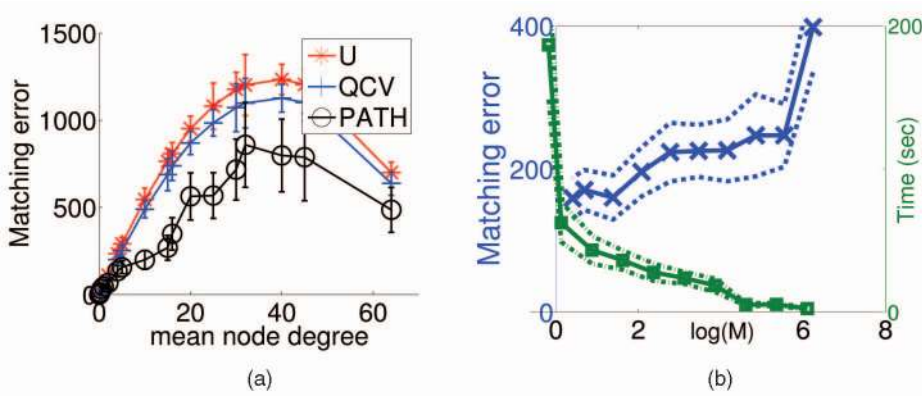 1500
1000
500
0
0
20
40
60
mean node degree
Matching error
U
QCV
PATH
(a)
400
200
0
Matching error
0
2
4
6
8
log(M)
200
100
0
Time (sec)
(b)